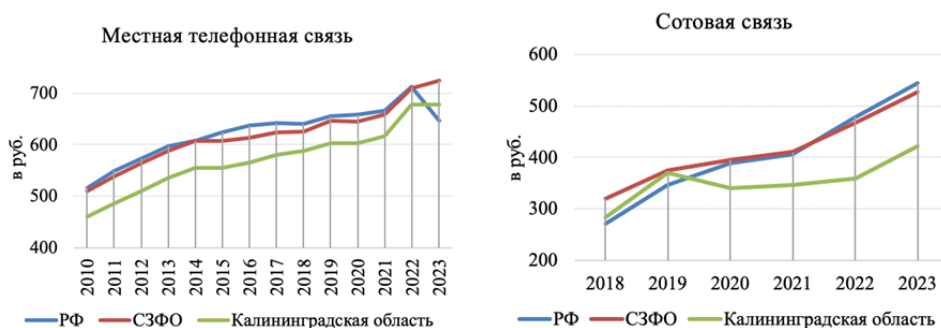 Местная телефонная связь
в руб.
700
600
500
400
2010 2011 2012 2013 2014 2015 2016 2017 2018 2019 2020 2021 2022 2023
РФ СЗФО Калининградская область
Сотовая связь
в руб.
600
500
400
300
200
2018 2019 2020 2021 2022 2023
РФ СЗФО Калининградская область